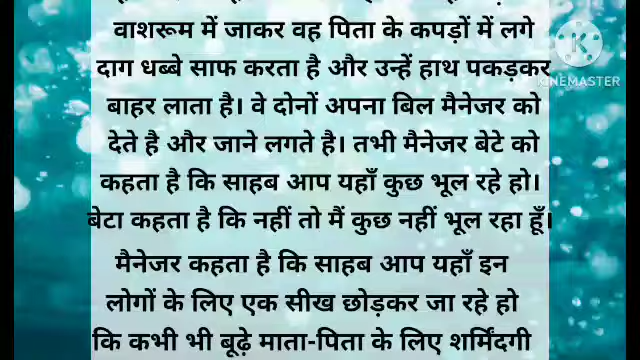 वाशरूम में जाकर वह पिता के कपड़ों में लगे
दाग धब्बे साफ करता है और उन्हें हाथ पकड़कर
बाहर लाता है। वे दोनों अपना बिल मैनेजर को
देते है और जाने लगते है। तभी मैनेजर बेटे को
कहता है कि साहब आप यहाँ कुछ भूल रहे हो।
बेटा कहता है कि नहीं तो मैं कुछ नहीं भूल रहा हूँ।
मैनेजर कहता है कि साहब आप यहाँ इन
लोगों के लिए एक सीख छोड़कर जा रहे हो
कि कभी भी बूढ़े माता-पिता के लिए शर्मिंदगी
KINEMASTER